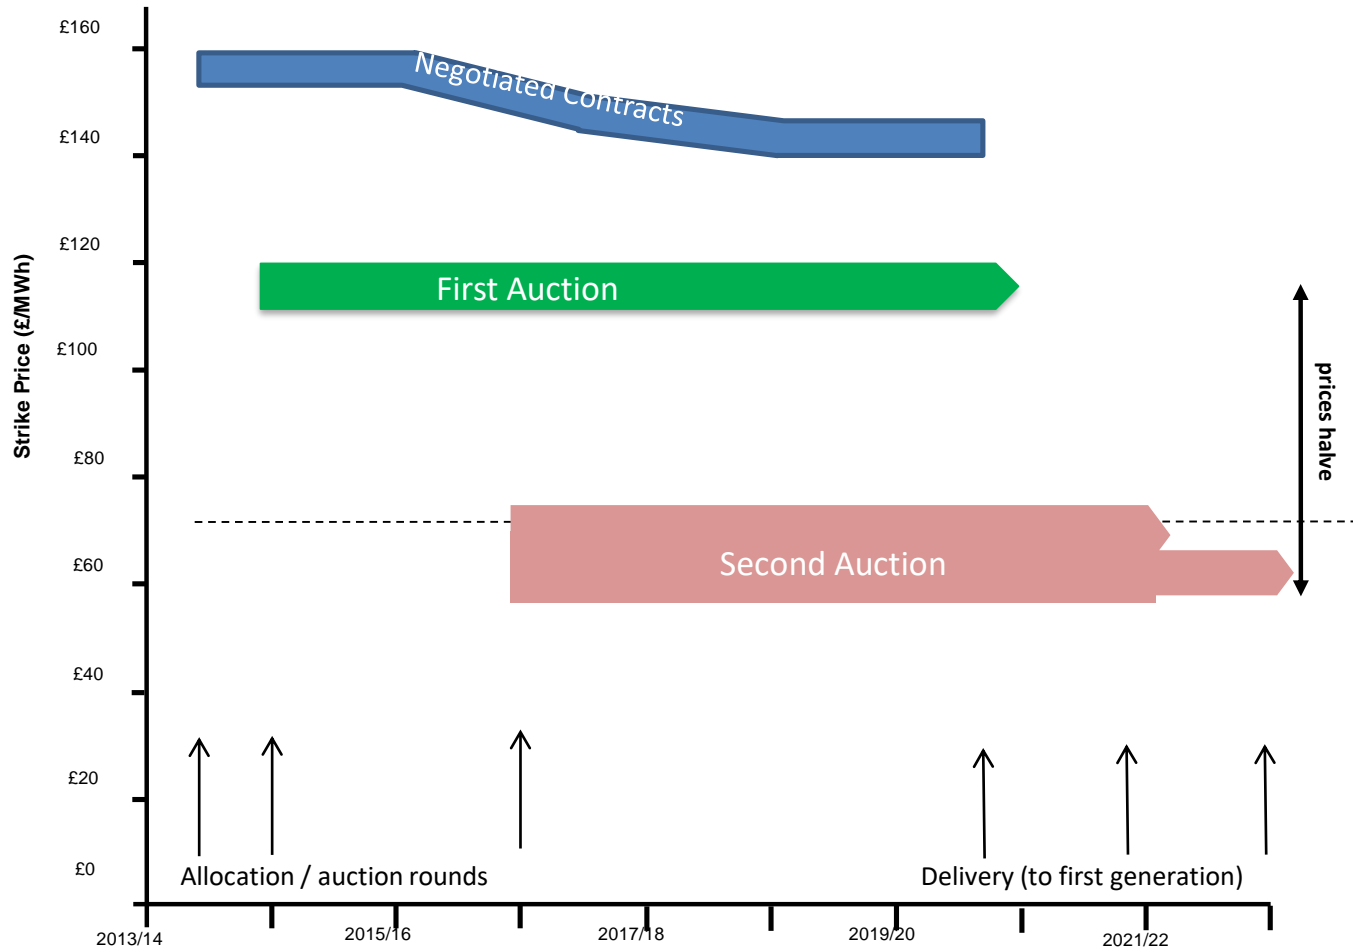 £160
Negotiated Contracts
£140
£120
First Auction
£100
Strike Price (£/MWh)
prices halve
£80
Second Auction
£60
£40
£20
£0
Allocation / auction rounds
Delivery (to first generation)
2013/14
2015/16
2017/18
2019/20
2021/22